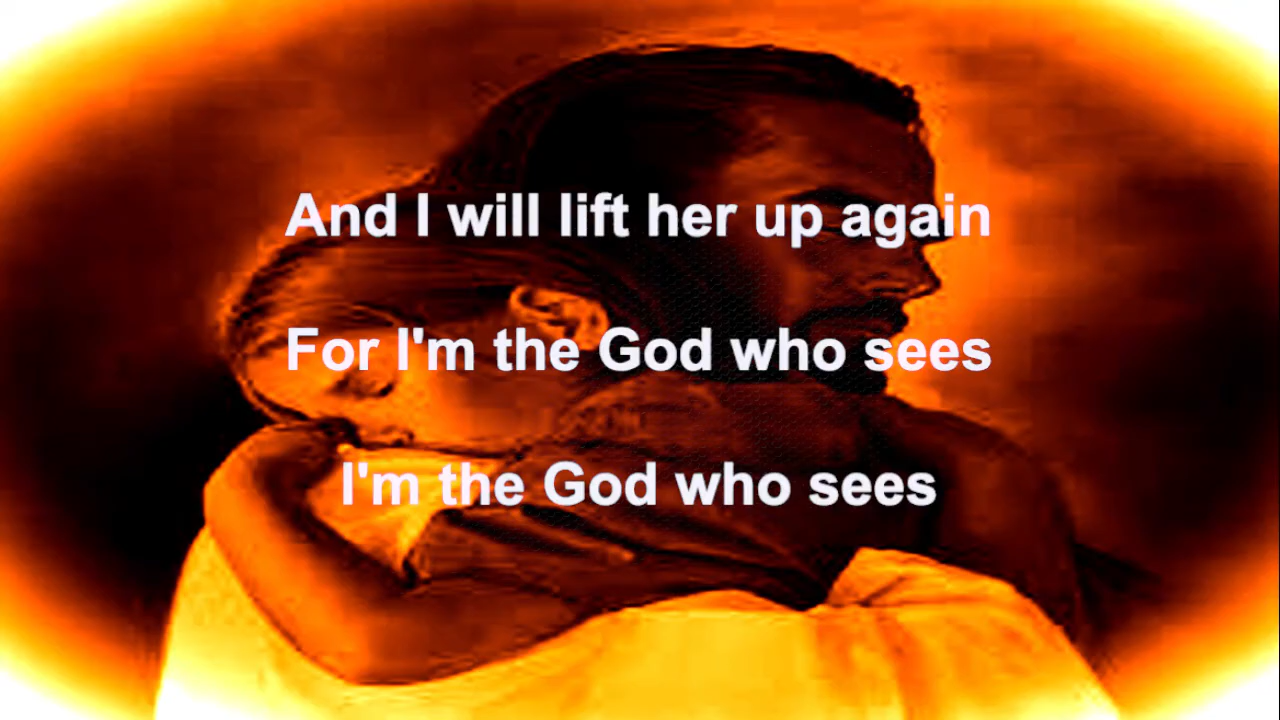 And I will lift her up again
For I'm the God who sees
I'm the God who sees